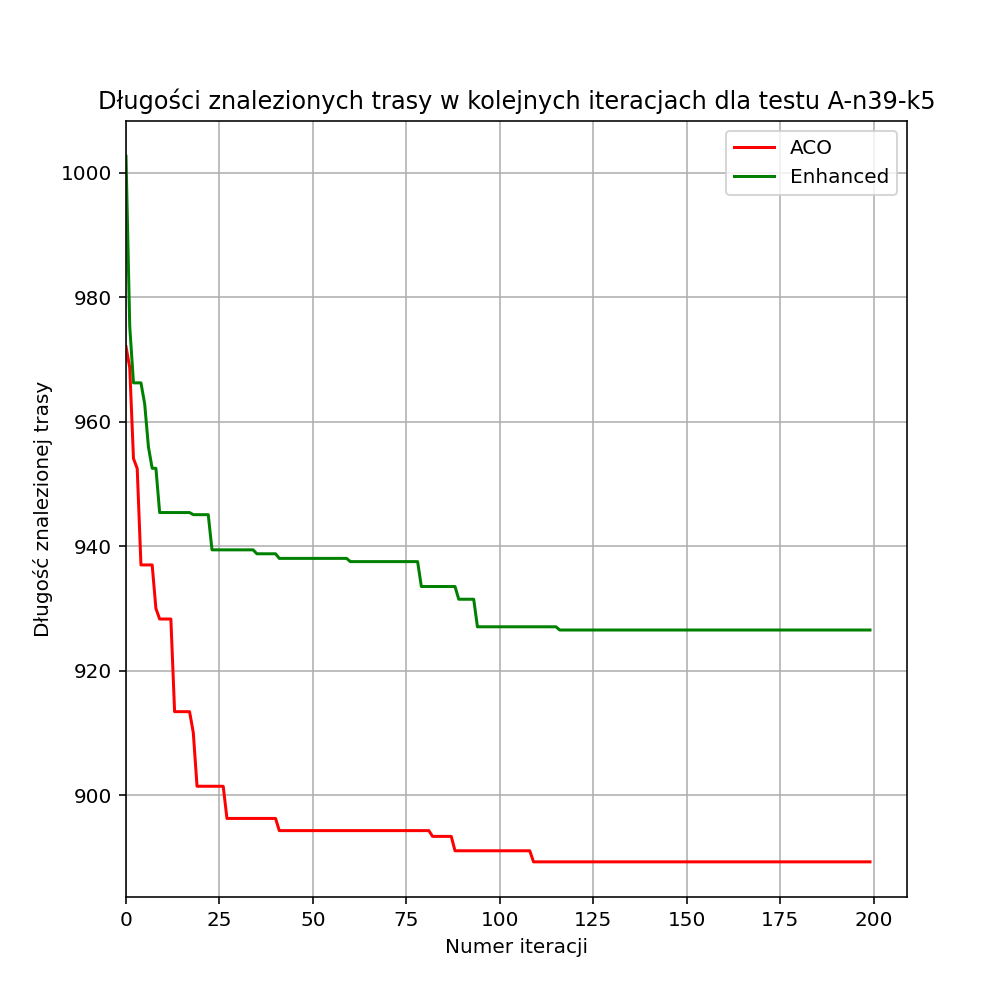 Długości znalezionych trasy w kolejnych iteracjach dla testu A-n39-k5
ACO
Enhanced
1000
980
960
940
920
900
Długość znalezionej trasy
0 25 50 75 100 125 150 175 200
Numer iteracji